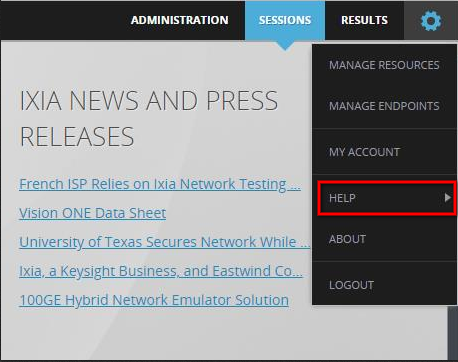 ADMINISTRATION SESSIONS RESULTS
MANAGE RESOURCES
MANAGE ENDPOINTS
MY ACCOUNT
HELP
ABOUT
LOGOUT
IXIA NEWS AND PRESS
RELEASES
French ISP Relies on Ixia Network Testing ...
Vision ONE Data Sheet
University of Texas Secures Network While ...
Ixia, a Keysight Business, and Eastwind Co...
100GE Hybrid Network Emulator Solution